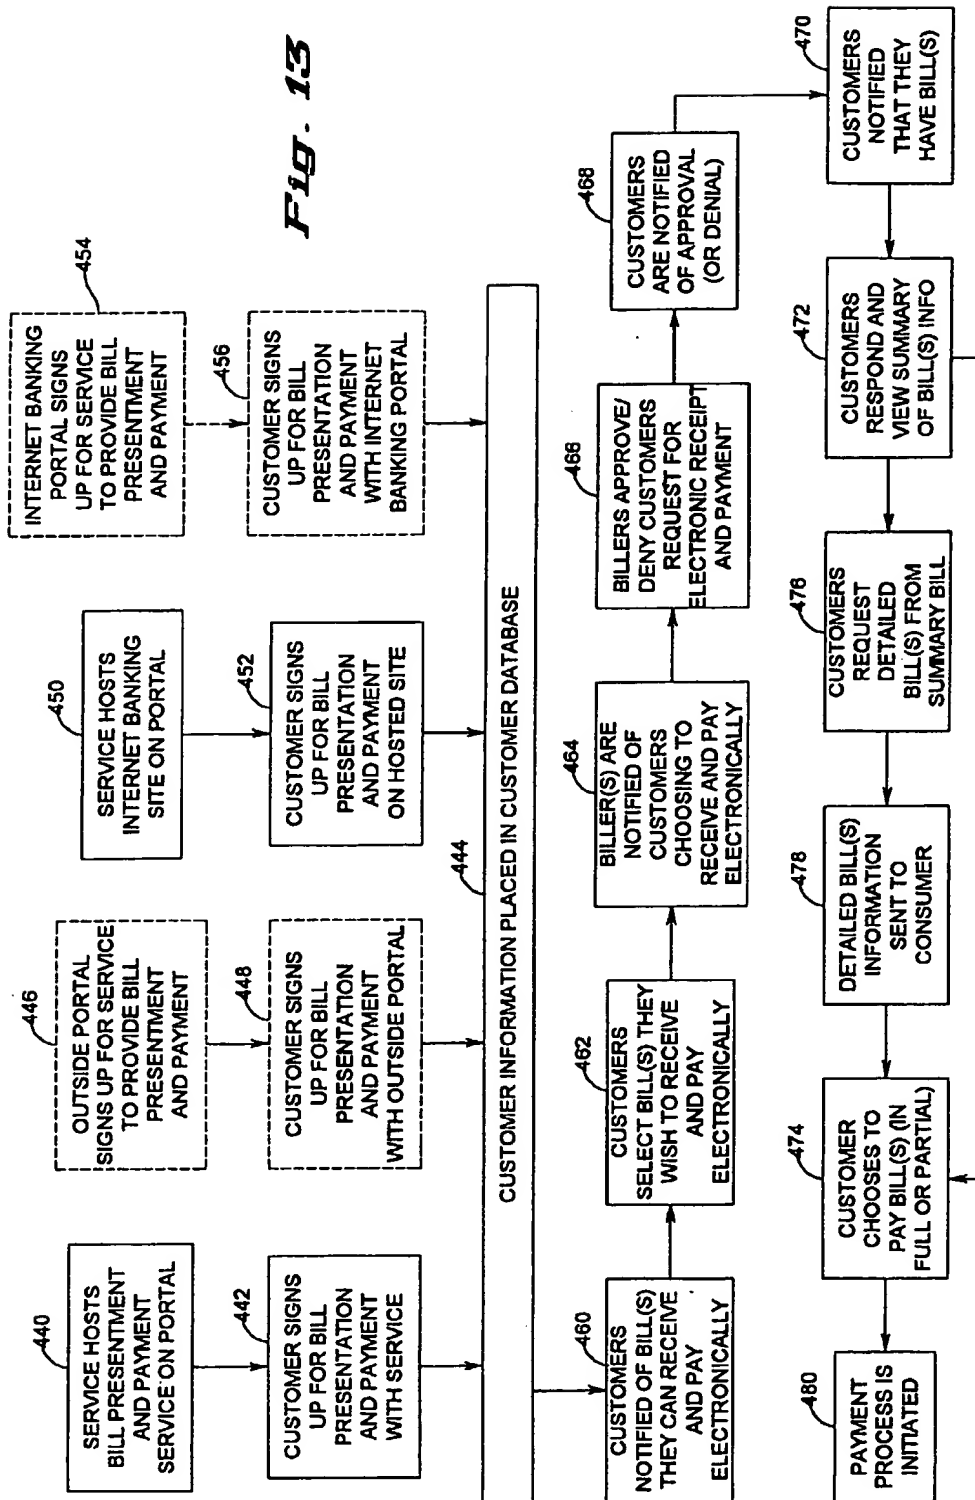 Fig. 13
440
SERVICE HOSTS
BILL PRESENTMENT
AND PAYMENT
SERVICE ON PORTAL
446
OUTSIDE PORTAL
SIGNS UP FOR SERVICE
TO PROVIDE BILL
PRESENTMENT
AND PAYMENT
450
SERVICE HOSTS
INTERNET BANKING
SITE ON PORTAL
454
INTERNET BANKING
PORTAL SIGNS
UP FOR SERVICE
TO PROVIDE BILL
PRESENTMENT
AND PAYMENT
442
CUSTOMER SIGNS
UP FOR BILL
PRESENTATION
AND PAYMENT
WITH SERVICE
448
CUSTOMER SIGNS
UP FOR BILL
PRESENTATION
AND PAYMENT
WITH OUTSIDE PORTAL
452
CUSTOMER SIGNS
UP FOR BILL
PRESENTATION
AND PAYMENT
ON HOSTED SITE
456
CUSTOMER SIGNS
UP FOR BILL
PRESENTATION
AND PAYMENT
WITH INTERNET
BANKING PORTAL
444
CUSTOMER INFORMATION PLACED IN CUSTOMER DATABASE
460
CUSTOMERS
NOTIFIED OF BILL(S)
THEY CAN RECEIVE
AND PAY
ELECTRONICALLY
462
CUSTOMERS
SELECT BILL(S) THEY
WISH TO RECEIVE
AND PAY
ELECTRONICALLY
464
BILLER(S) ARE
NOTIFIED OF
CUSTOMERS
CHOOSING TO
RECEIVE AND PAY
ELECTRONICALLY
466
BILLERS APPROVE/
DENY CUSTOMERS
REQUEST FOR
ELECTRONIC RECEIPT
AND PAYMENT
468
CUSTOMERS
ARE NOTIFIED
OF APPROVAL
(OR DENIAL)
470
CUSTOMERS
NOTIFIED
THAT THEY
HAVE BILL(S)
472
CUSTOMERS
RESPOND AND
VIEW SUMMARY
OF BILL(S) INFO
476
CUSTOMERS
REQUEST
DETAILED
BILL(S) FROM
SUMMARY BILL
478
DETAILED BILL(S)
INFORMATION
SENT TO
CONSUMER
474
CUSTOMER
CHOOSES TO
PAY BILL(S) (IN
FULL OR PARTIAL)
480
PAYMENT
PROCESS IS
INITIATED